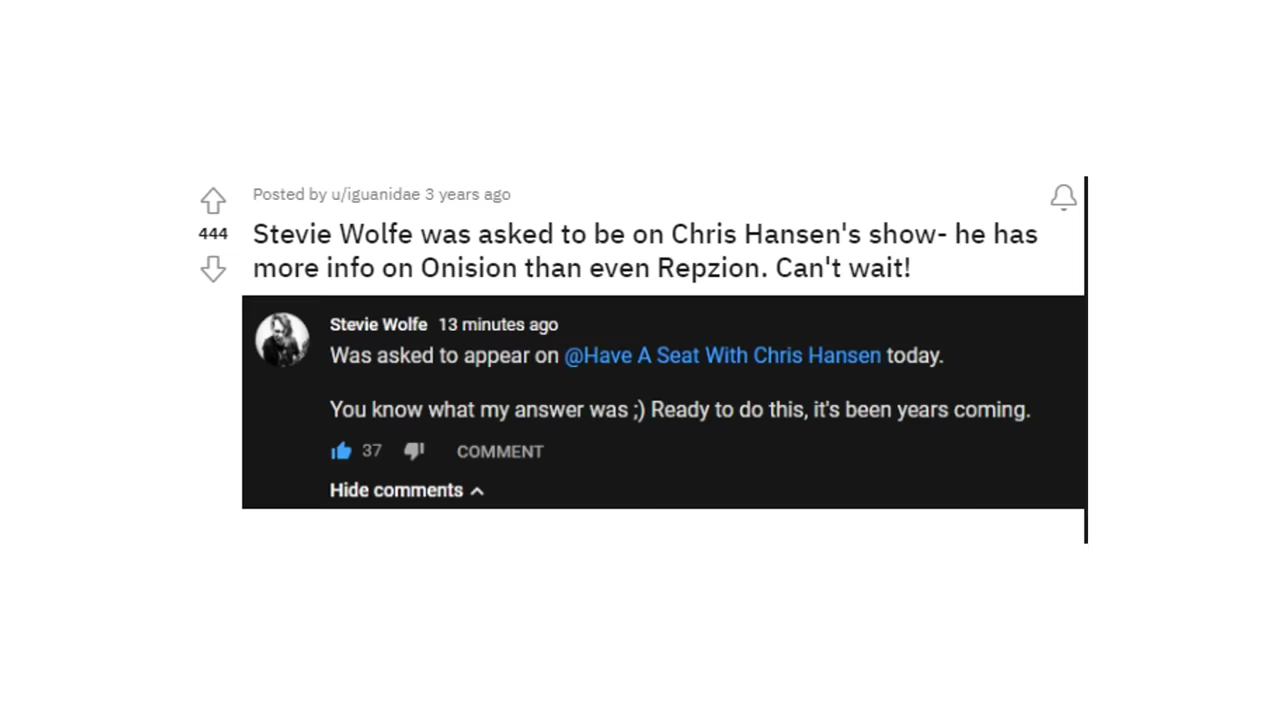 Posted by u/iguanidae 3 years ago
444
Stevie Wolfe was asked to be on Chris Hansen's show- he has
more info on Onision than even Repzion. Can't wait!
Stevie Wolfe 13 minutes ago
Was asked to appear on @Have A Seat With Chris Hansen today.
You know what my answer was ;) Ready to do this, it's been years coming.
37 COMMENT
Hide comments